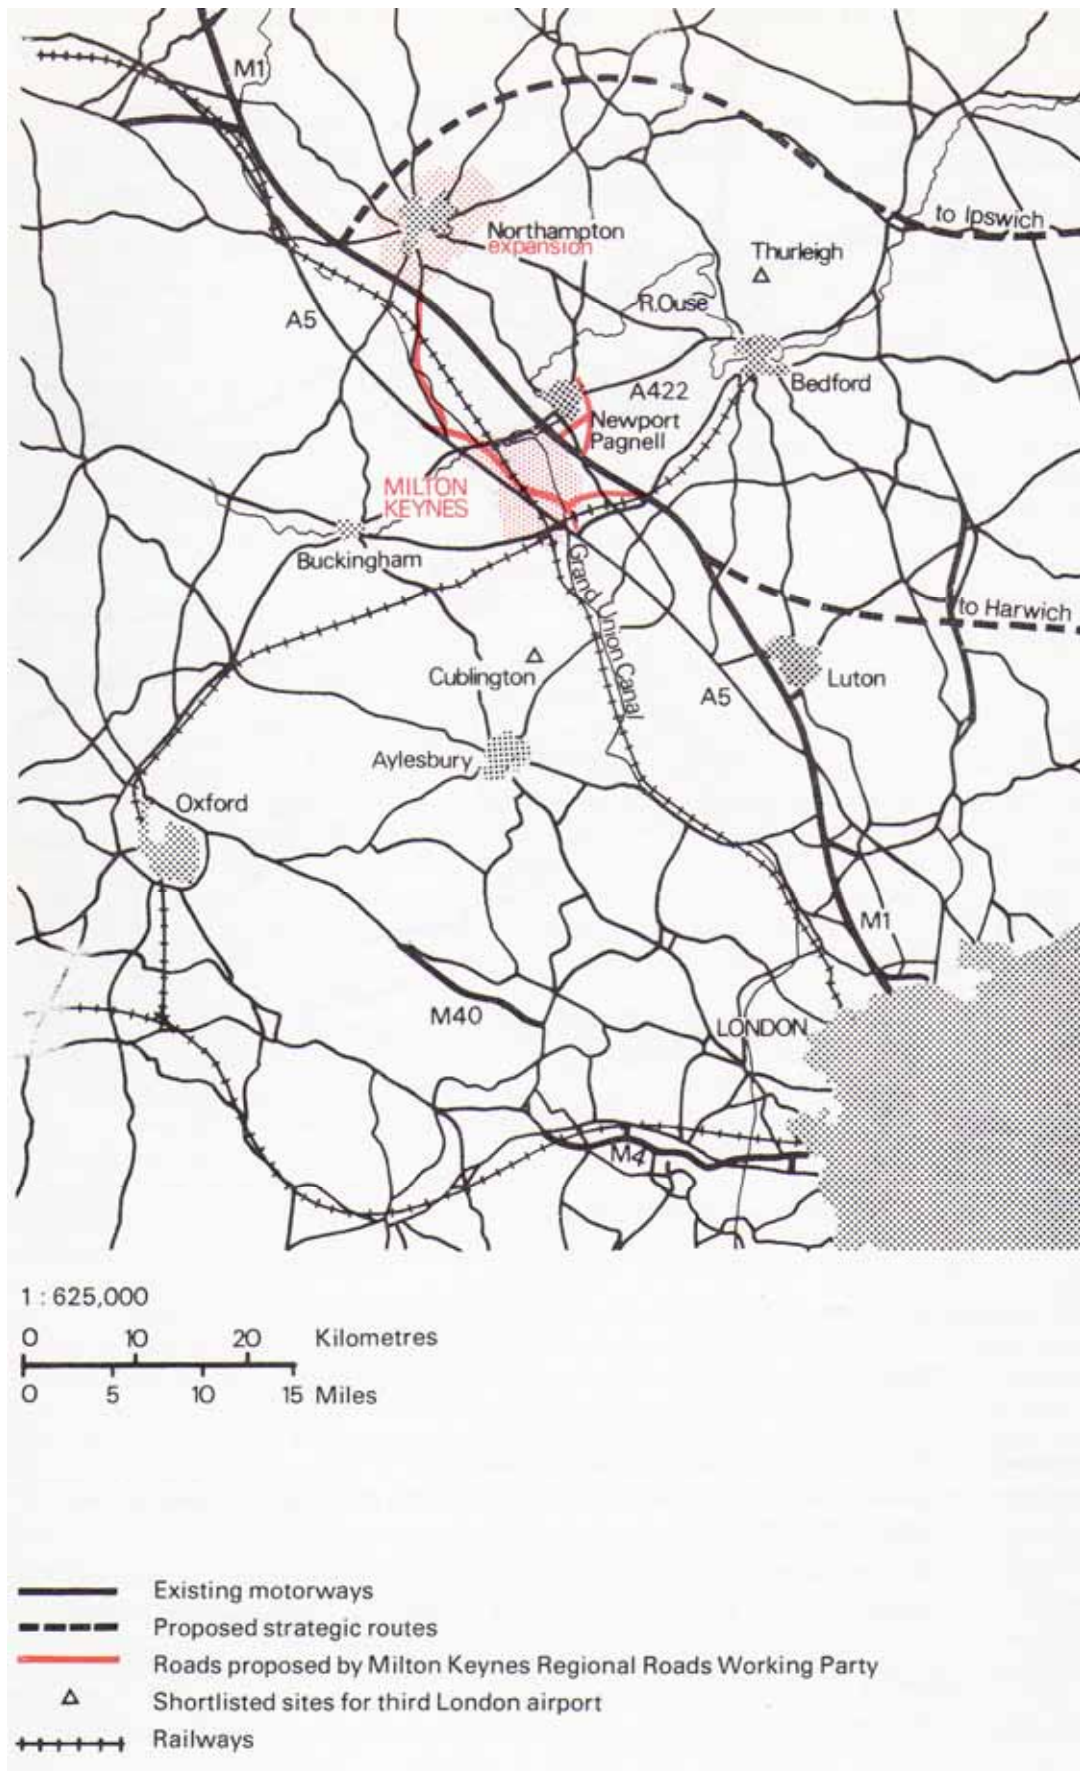 M1
to Ipswich
Northampton
expansion
Thurleigh
R.Ouse
A5
A422
Bedford
Newport
Pagnell
MILTON
KEYNES
Buckingham
Grand Union Canal
to Harwich
Cublington
Luton
A5
Aylesbury
Oxford
M1
M40
LONDON
M4
1 : 625,000
0 10 20 Kilometres
0 5 10 15 Miles
Existing motorways
Proposed strategic routes
Roads proposed by Milton Keynes Regional Roads Working Party
Shortlisted sites for third London airport
Railways